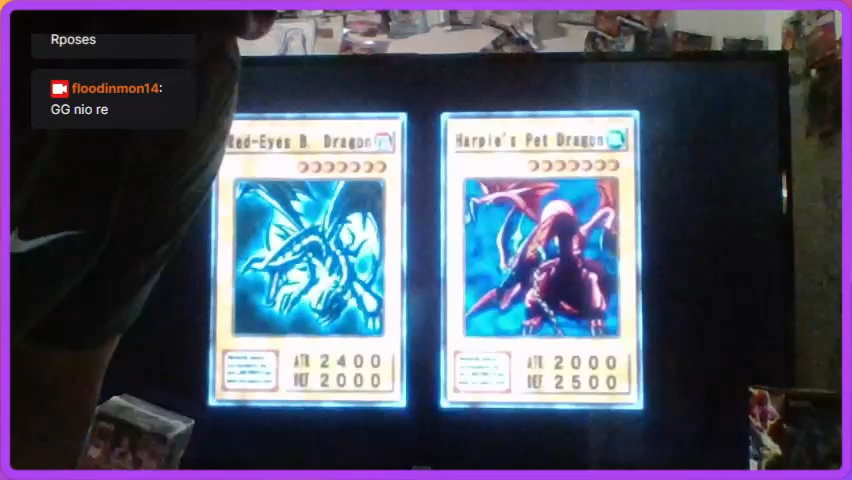 Rposes
floodinmon14:
GG nio re
Red-Eyes B. Dragon
ATK 2400
DEF 2000
Harpie's Pet Dragon
ATK 2000
DEF 2500